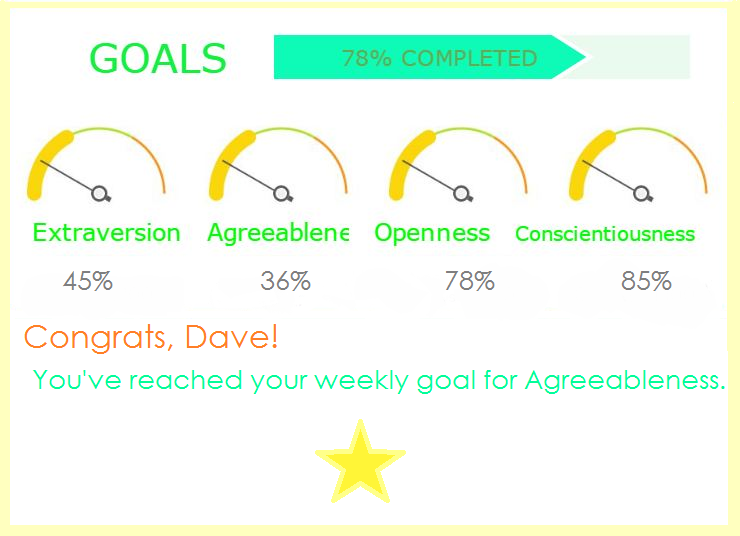 GOALS
78% COMPLETED
Extraversion Agreeablene Openness Conscientiousness
45% 36% 78% 85%
Congrats, Dave!
You've reached your weekly goal for Agreeableness.